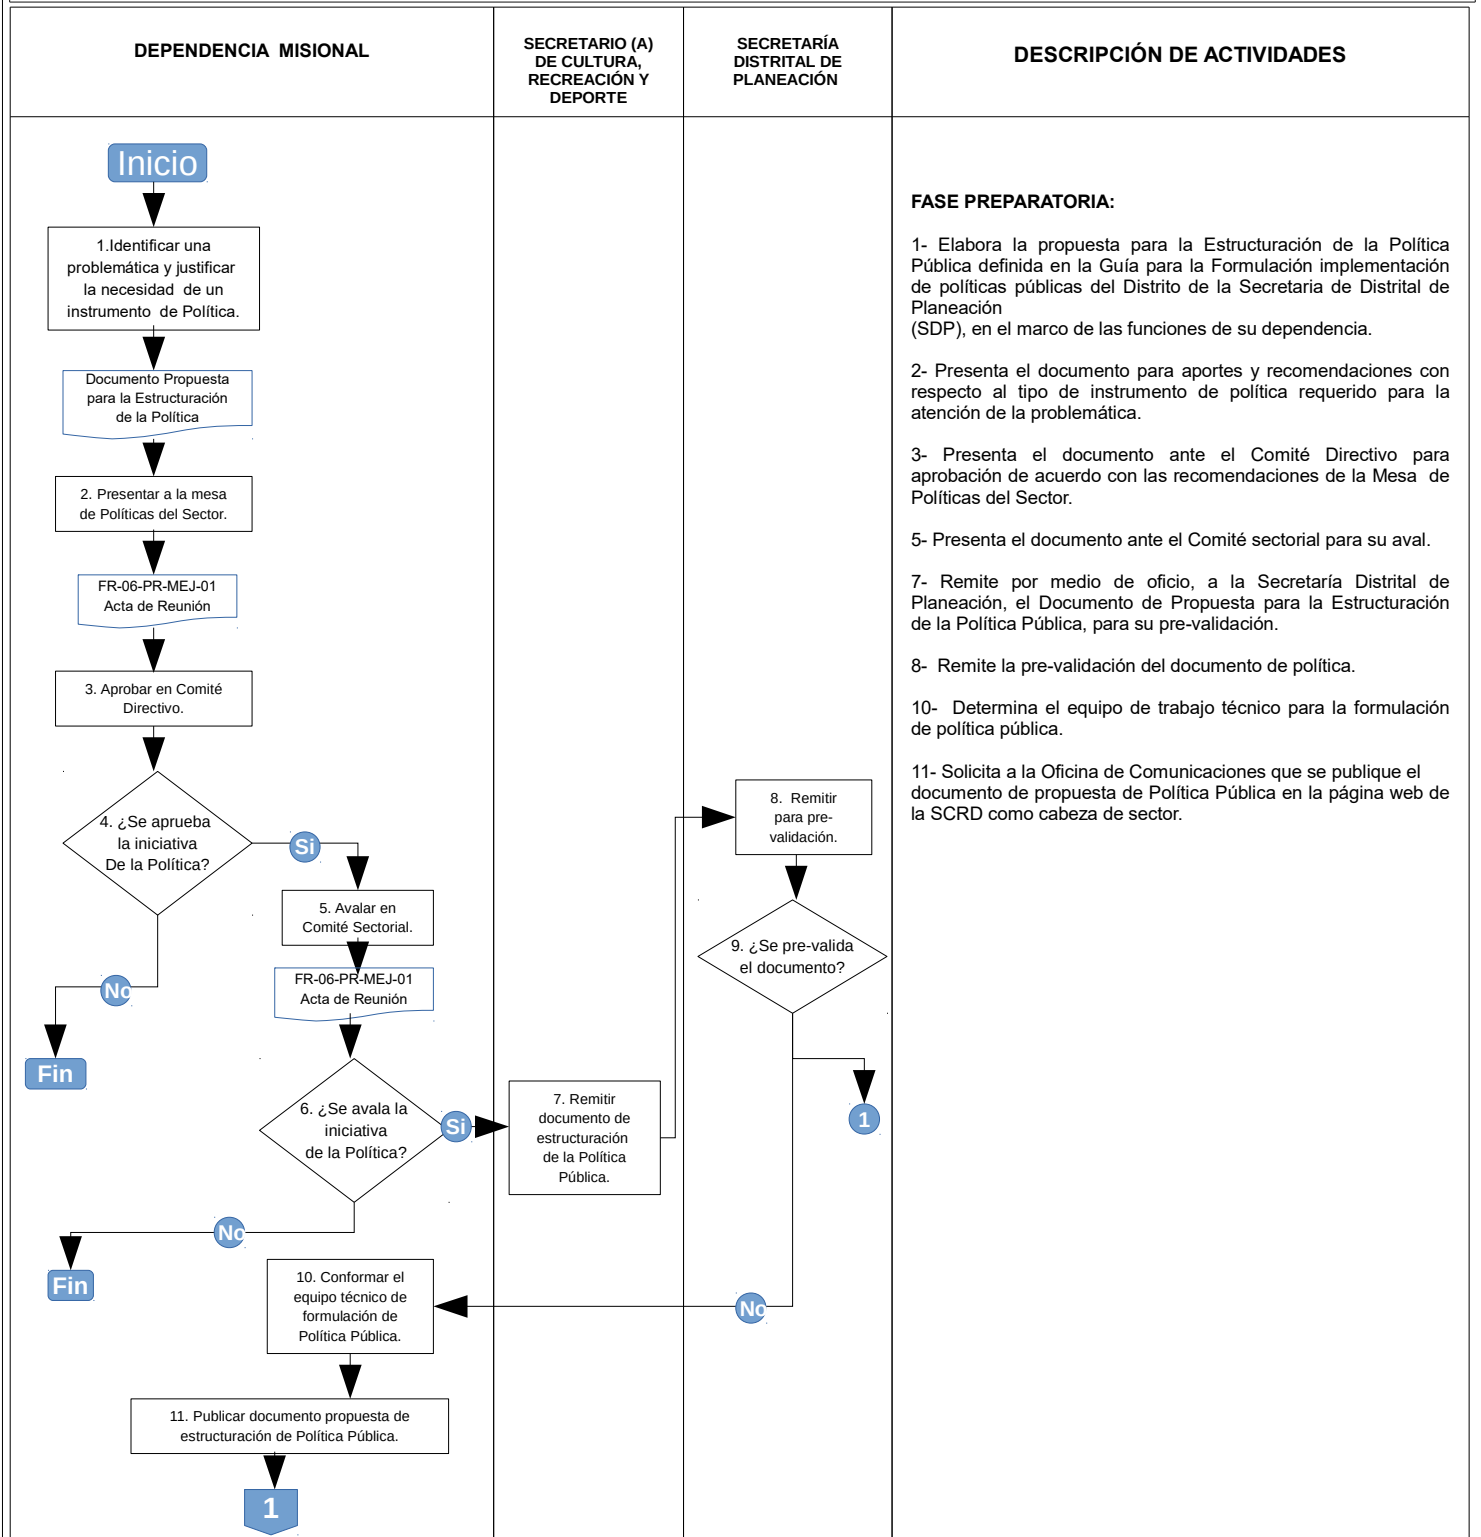 DEPENDENCIA  MISIONAL
SECRETARIO (A)
DE CULTURA,
RECREACIÓN Y
DEPORTE
SECRETARÍA
DISTRITAL DE
PLANEACIÓN
DESCRIPCIÓN DE ACTIVIDADES
Inicio
1.Identificar una
problemática y justificar
la necesidad  de un
instrumento  de Política.
Documento Propuesta
para la Estructuración
de la Política
2. Presentar a la mesa
de Políticas del Sector.
FR-06-PR-MEJ-01
Acta de Reunión
3. Aprobar en Comité
Directivo.
4. ¿Se aprueba
la iniciativa
De la Política?
Si
5. Avalar en
Comité Sectorial.
No
FR-06-PR-MEJ-01
Acta de Reunión
Fin
6. ¿Se avala la
iniciativa
de la Política?
Si
No
Fin
7. Remitir
documento de
estructuración
de la Política
Pública.
8.  Remitir
para pre-
validación.
9. ¿Se pre-valida
el documento?
1
No
10. Conformar el
equipo técnico de
formulación de
Política Pública.
11. Publicar documento propuesta de
estructuración de Política Pública.
1
FASE PREPARATORIA:
1- Elabora la propuesta para la Estructuración de la Política
Pública definida en la Guía para la Formulación implementación
de políticas públicas del Distrito de la Secretaria de Distrital de
Planeación
(SDP), en el marco de las funciones de su dependencia.
2- Presenta el documento para aportes y recomendaciones con
respecto al tipo de instrumento de política requerido para la
atención de la problemática.
3- Presenta el documento ante el Comité Directivo para
aprobación de acuerdo con las recomendaciones de la Mesa  de
Políticas del Sector.
5- Presenta el documento ante el Comité sectorial para su aval.
7- Remite por medio de oficio, a la Secretaría Distrital de
Planeación, el Documento de Propuesta para la Estructuración
de la Política Pública, para su pre-validación.
8-  Remite la pre-validación del documento de política.
10-  Determina el equipo de trabajo técnico para la formulación
de política pública.
11- Solicita a la Oficina de Comunicaciones que se publique el
documento de propuesta de Política Pública en la página web de
la SCRD como cabeza de sector.